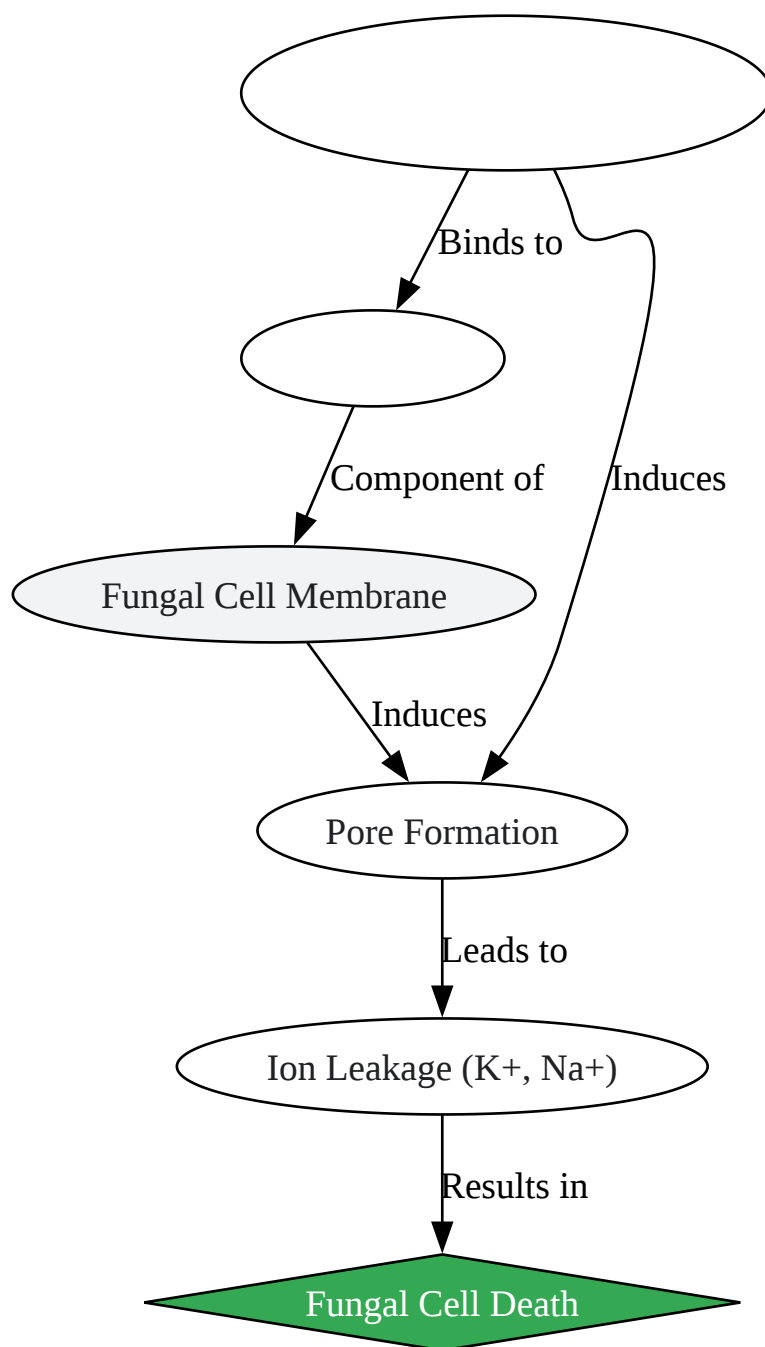 Binds to
Component of
Induces
Fungal Cell Membrane
Induces
Pore Formation
Leads to
Ion Leakage (K+, Na+)
Results in
Fungal Cell Death